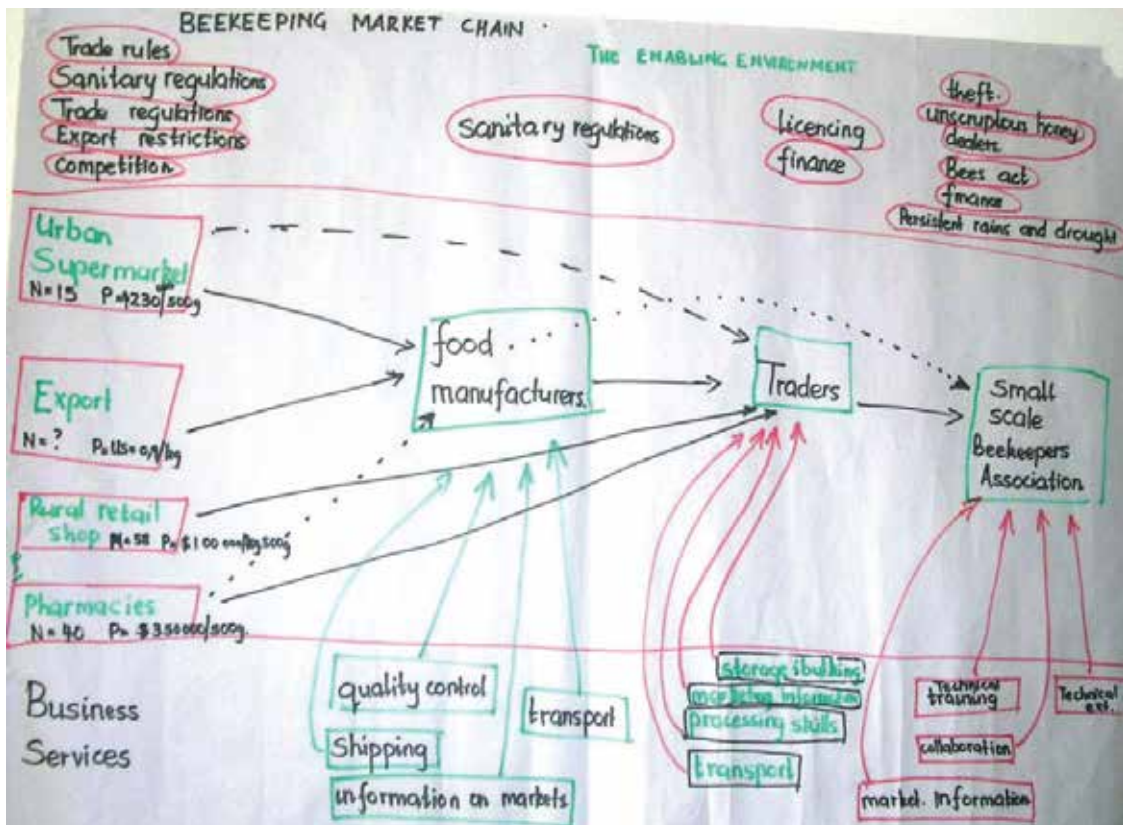 BEEKEEPING MARKET CHAIN .
THE ENABLING ENVIRONMENT
Trade rules
Sanitary regulations
Trade regulations
Export restrictions
competition
sanitary regulations
Licencing
finance
theft.
unscruplous honey
dealers
Bees act
finance
Persistent rains and drought
Urban
Supermarket
N= 15
food
manufacturers.
Traders
Small
scale
Beekeepers
Association
Export
N= ?
Rural retail
shop
Pharmacies
N= 40 P= $350000/500g.
Business
Services
quality control
transport
Shipping
information on markets
storage
marketing information
processing skills
transport
Technical
training
Technical
ext.
collaboration
market. Information